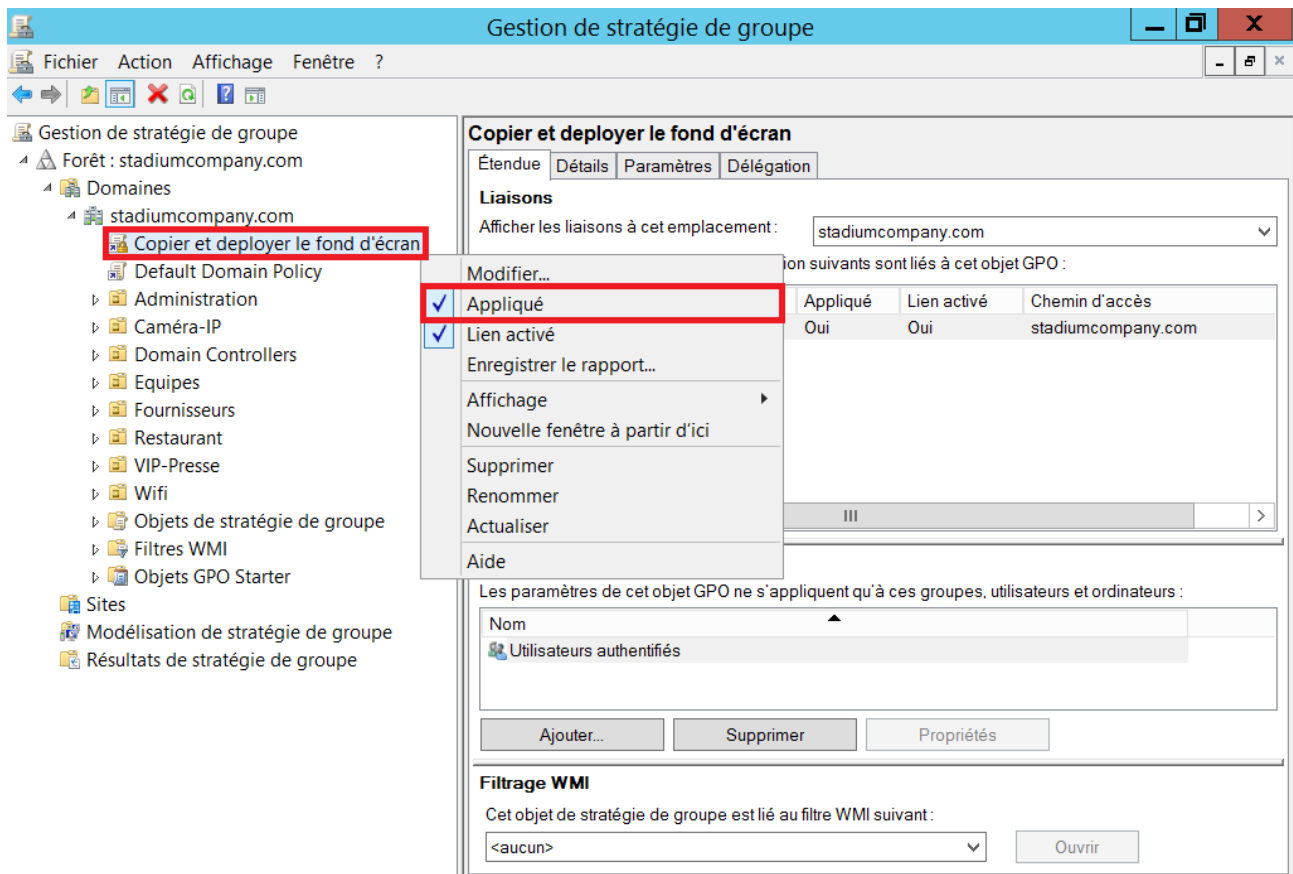 Gestion de stratégie de groupe
Fichier Action Affichage Fenêtre ?
Gestion de stratégie de groupe
Forêt : stadiumcompany.com
Domaines
stadiumcompany.com
Copier et deployer le fond d'écran
Default Domain Policy
Administration
Caméra-IP
Domain Controllers
Equipes
Fournisseurs
Restaurant
VIP-Presse
Wifi
Objets de stratégie de groupe
Filtres WMI
Objets GPO Starter
Sites
Modélisation de stratégie de groupe
Résultats de stratégie de groupe
Modifier...
Appliqué
Lien activé
Enregistrer le rapport...
Affichage
Nouvelle fenêtre à partir d'ici
Supprimer
Renommer
Actualiser
Aide
Copier et deployer le fond d'écran
Étendue Détails Paramètres Délégation
Liaisons
Afficher les liaisons à cet emplacement : stadiumcompany.com
ion suivants sont liés à cet objet GPO :
Appliqué Lien activé Chemin d'accès
Oui Oui stadiumcompany.com
Les paramètres de cet objet GPO ne s'appliquent qu'à ces groupes, utilisateurs et ordinateurs :
Nom
Utilisateurs authentifiés
Ajouter... Supprimer Propriétés
Filtrage WMI
Cet objet de stratégie de groupe est lié au filtre WMI suivant :
<aucun> Ouvrir